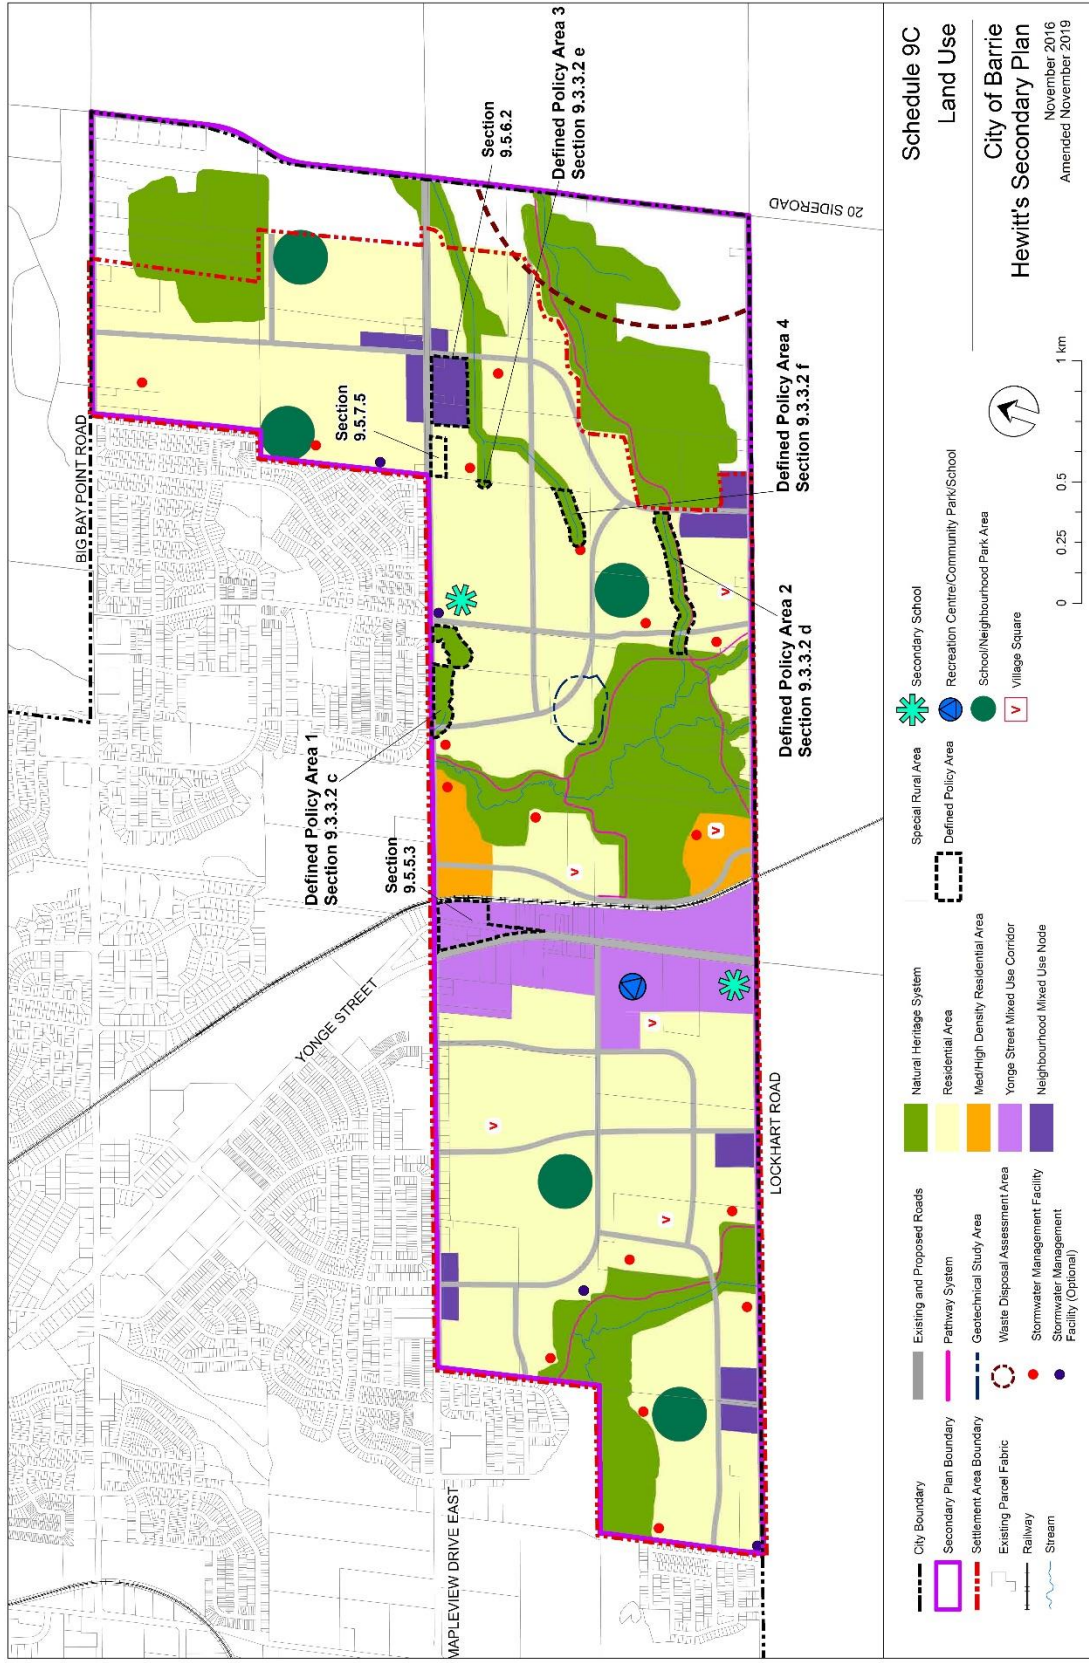 BIG BAY POINT ROAD
Section
9.5.6.2
Defined Policy Area 3
Section 9.3.3.2 e
Section
9.5.7.5
20 SIDEROAD
Defined Policy Area 4
Section 9.3.3.2 f
Defined Policy Area 1
Section 9.3.3.2 c
Section
9.5.5.3
Defined Policy Area 2
Section 9.3.3.2 d
YONGE STREET
MAPLEVIEW DRIVE EAST
LOCKHART ROAD
V
V
V
V
V
V
City Boundary
Secondary Plan Boundary
Settlement Area Boundary
Existing Parcel Fabric
Railway
Stream
Existing and Proposed Roads
Pathway System
Geotechnical Study Area
Waste Disposal Assessment Area
Stormwater Management Facility
Stormwater Management
Facility (Optional)
Natural Heritage System
Residential Area
Med/High Density Residential Area
Yonge Street Mixed Use Corridor
Neighbourhood Mixed Use Node
Special Rural Area
Defined Policy Area
Secondary School
Recreation Centre/Community Park/School
School/Neighbourhood Park Area
V
Village Square
0 0.25 0.5 1 km
Schedule 9C
Land Use
City of Barrie
Hewitt's Secondary Plan
November 2016
Amended November 2019